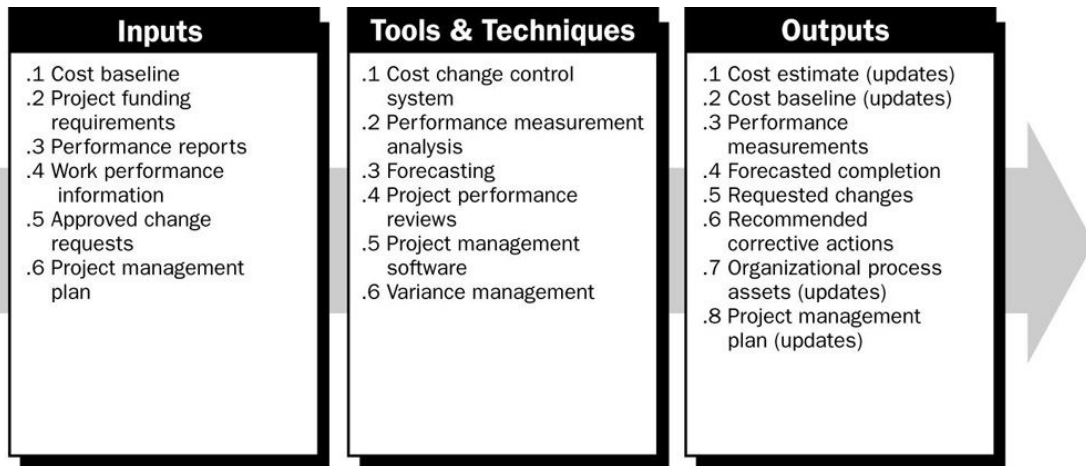 Inputs
.1 Cost baseline
.2 Project funding
requirements
.3 Performance reports
.4 Work performance
information
.5 Approved change
requests
.6 Project management
plan
Tools & Techniques
.1 Cost change control
system
.2 Performance measurement
analysis
.3 Forecasting
.4 Project performance
reviews
.5 Project management
software
.6 Variance management
Outputs
.1 Cost estimate (updates)
.2 Cost baseline (updates)
.3 Performance
measurements
.4 Forecasted completion
.5 Requested changes
.6 Recommended
corrective actions
.7 Organizational process
assets (updates)
.8 Project management
plan (updates)